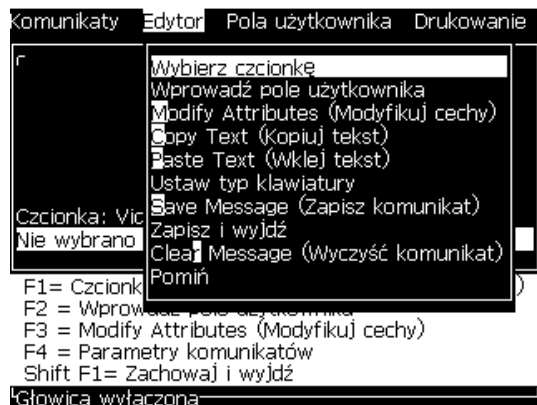 Komunikaty Edytor Pola użytkownika Drukowanie
Wybierz czcionkę
Wprowadź pole użytkownika
Modify Attributes (Modyfikuj cechy)
Copy Text (Kopiuj tekst)
Paste Text (Wklej tekst)
Ustaw typ klawiatury
Save Message (Zapisz komunikat)
Zapisz i wyjdź
Clear Message (Wyczyść komunikat)
Pomiń
Czcionka: Vic
Nie wybrano
F1= Czcionk )
F2 = Wprowadź pole użytkownika
F3 = Modify Attributes (Modyfikuj cechy)
F4 = Parametry komunikatów
Shift F1= Zachowaj i wyjdź
Głowica wyłączona